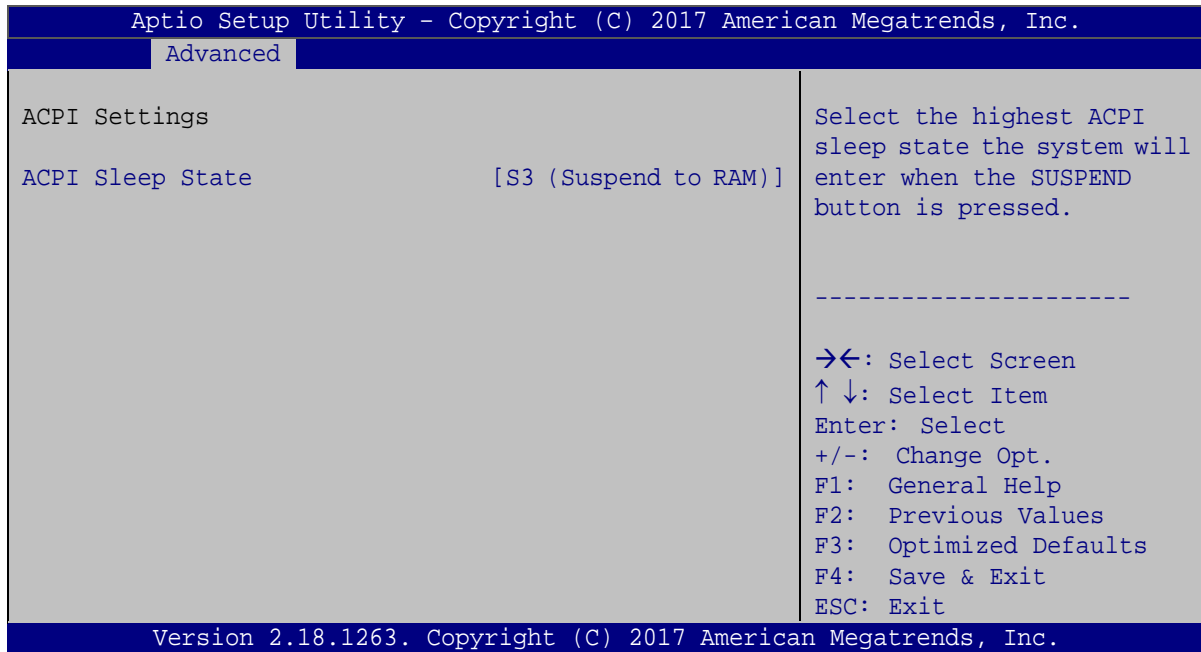 Aptio Setup Utility – Copyright (C) 2017 American Megatrends, Inc.
Advanced
ACPI Settings
ACPI Sleep State [S3 (Suspend to RAM)]
Select the highest ACPI
sleep state the system will
enter when the SUSPEND
button is pressed.
----------------------
→←: Select Screen
↑ ↓: Select Item
Enter: Select
+/-: Change Opt.
F1: General Help
F2: Previous Values
F3: Optimized Defaults
F4: Save & Exit
ESC: Exit
Version 2.18.1263. Copyright (C) 2017 American Megatrends, Inc.